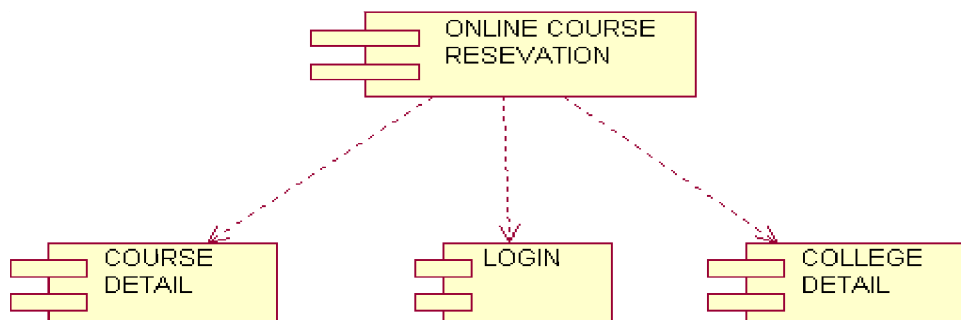 ONLINE COURSE
RESEVATION
COURSE
DETAIL
LOGIN
COLLEGE
DETAIL